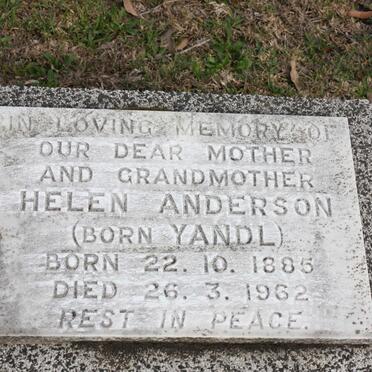 IN LOVING MEMORY OF
OUR DEAR MOTHER
AND GRANDMOTHER
HELEN ANDERSON
(BORN YANDL)
BORN 22. 10. 1885
DIED 26. 3. 1962
REST IN PEACE.